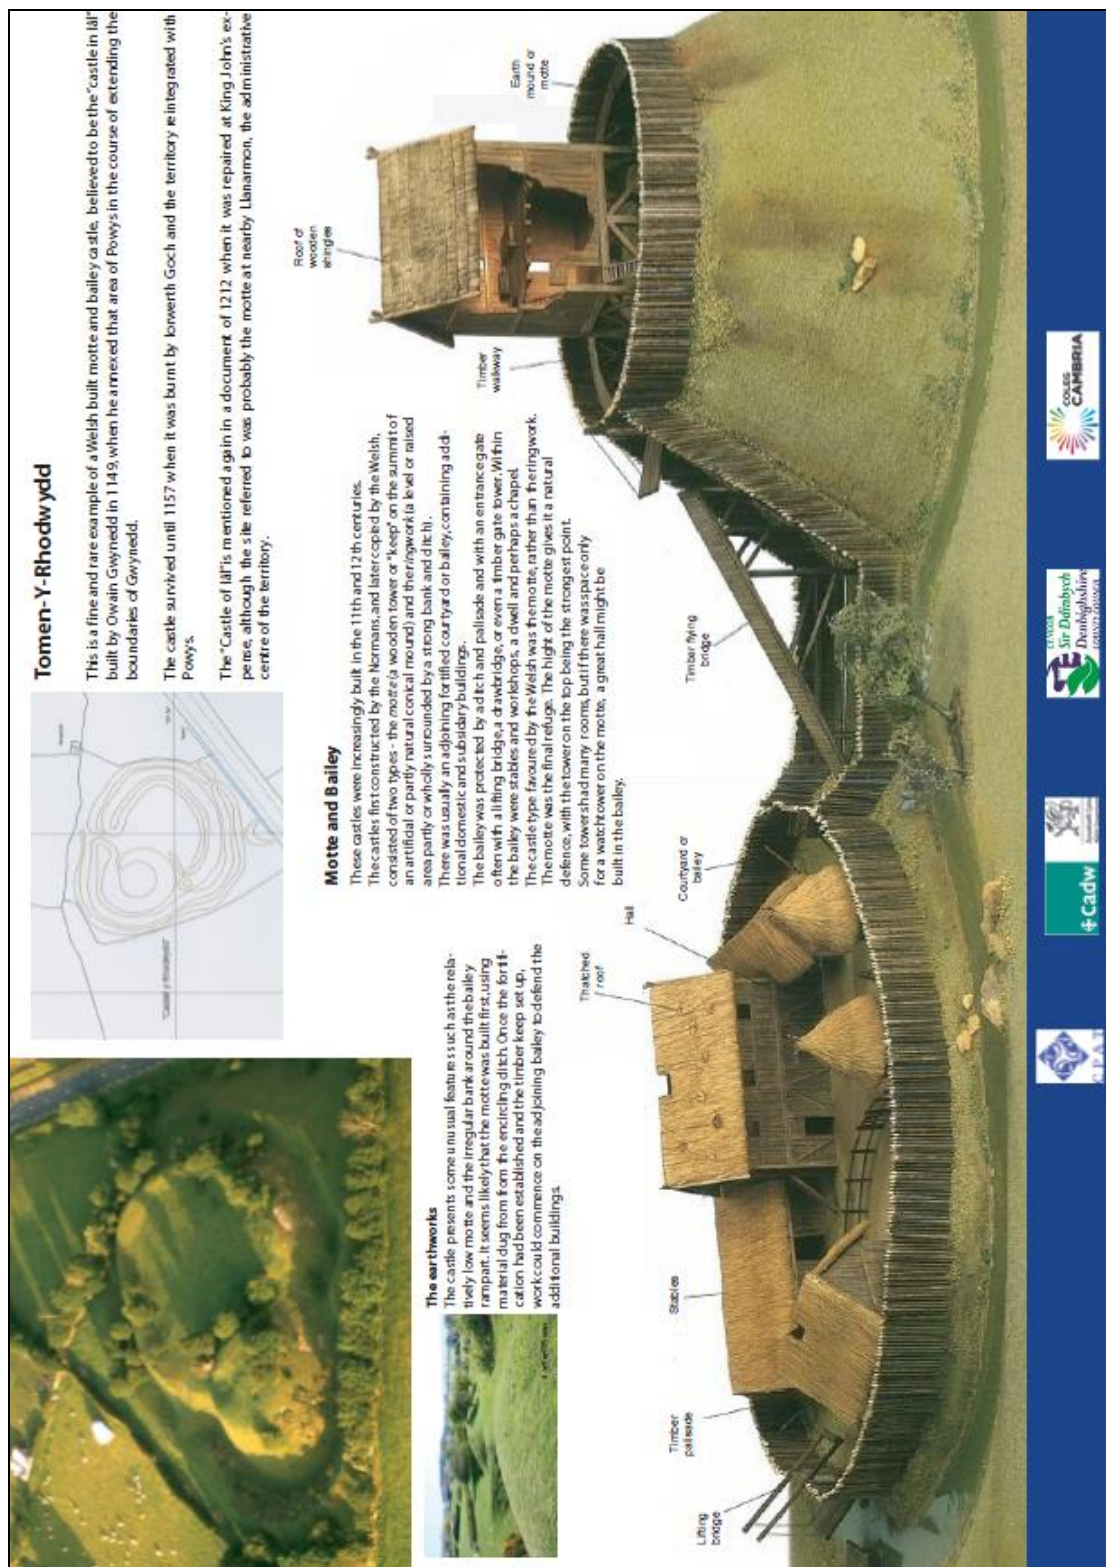 Tomen-Y-Rhodwydd
This is a fine and rare example of a Welsh built motte and bailey castle, believed to be the “castle in Iâl”
built by Owain Gwynedd in 1149, when he annexed that area of Powys in the course of extending the
boundaries of Gwynedd.
The castle survived until 1157 when it was burnt by Iorwerth Goch and the territory reintegrated with
Powys.
The “Castle of Iâl” is mentioned again in a document of 1212 when it was repaired at King John’s ex-
pense, although the site referred to was probably the motte at nearby Llanarmon, the administrative
centre of the territory.
Motte and Bailey
These castles were increasingly built in the 11th and 12th centuries.
The castles first constructed by the Normans, and later copied by the Welsh,
consisted of two types - the motte (a wooden tower or “keep” on the summit of
an artificial or partly natural conical mound) and the ringwork (a level or raised
area partly or wholly surrounded by a strong bank and ditch).
There was usually an adjoining fortified courtyard or bailey, containing addi-
tional domestic and subsidary buildings.
The bailey was protected by a ditch and palisade and with an entrance gate
often with a lifting bridge, a drawbridge, or even a timber gate tower. Within
the bailey were stables and workshops, a dwell and perhaps a chapel.
The castle type favoured by the Welsh was the motte, rather than the ringwork.
The motte was the final refuge. The hight of the motte gives it a natural
defence, with the tower on the top being the strongest point.
Some towers had many rooms, but if there was space only
for a watchtower on the motte, a great hall might be
built in the bailey.
The earthworks
The castle presents some unusual features such as the rela-
tively low motte and the irregular bank around the bailey
rampart. It seems likely that the motte was built first, using
material dug from the encircling ditch. Once the fortifi-
cation had been established and the timber keep set up,
work could commence on the adjoining bailey to defend the
additional buildings.
Lifting
bridge
Timber
palisade
Stables
Thatched
roof
Hall
Courtyard or
bailey
Timber flying
bridge
Timber
walkway
Roof of
wooden
shingles
Earth
mound or
motte
CPAT
Cadw
Sir Ddinbych
Denbighshire
COLEG
CAMBRIA